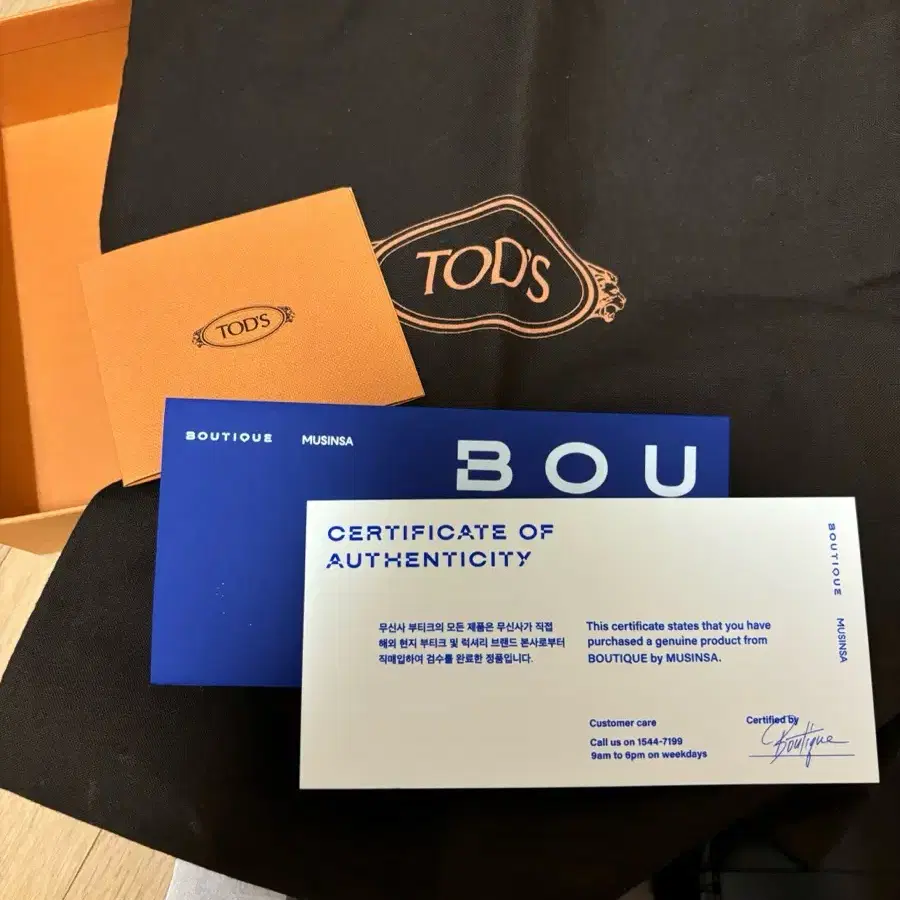 TOD'S
TOD'S
BOUTIQUE MUSINSA
BOU
CERTIFICATE OF
AUTHENTICITY
무신사 부티크의 모든 제품은 무신사가 직접
해외 현지 부티크 및 럭셔리 브랜드 본사로부터
직매입하여 검수를 완료한 정품입니다.
This certificate states that you have
purchased a genuine product from
BOUTIQUE by MUSINSA.
Customer care
Call us on 1544-7199
9am to 6pm on weekdays
Certified by
Boutique
BOUTIQUE MUSINSA